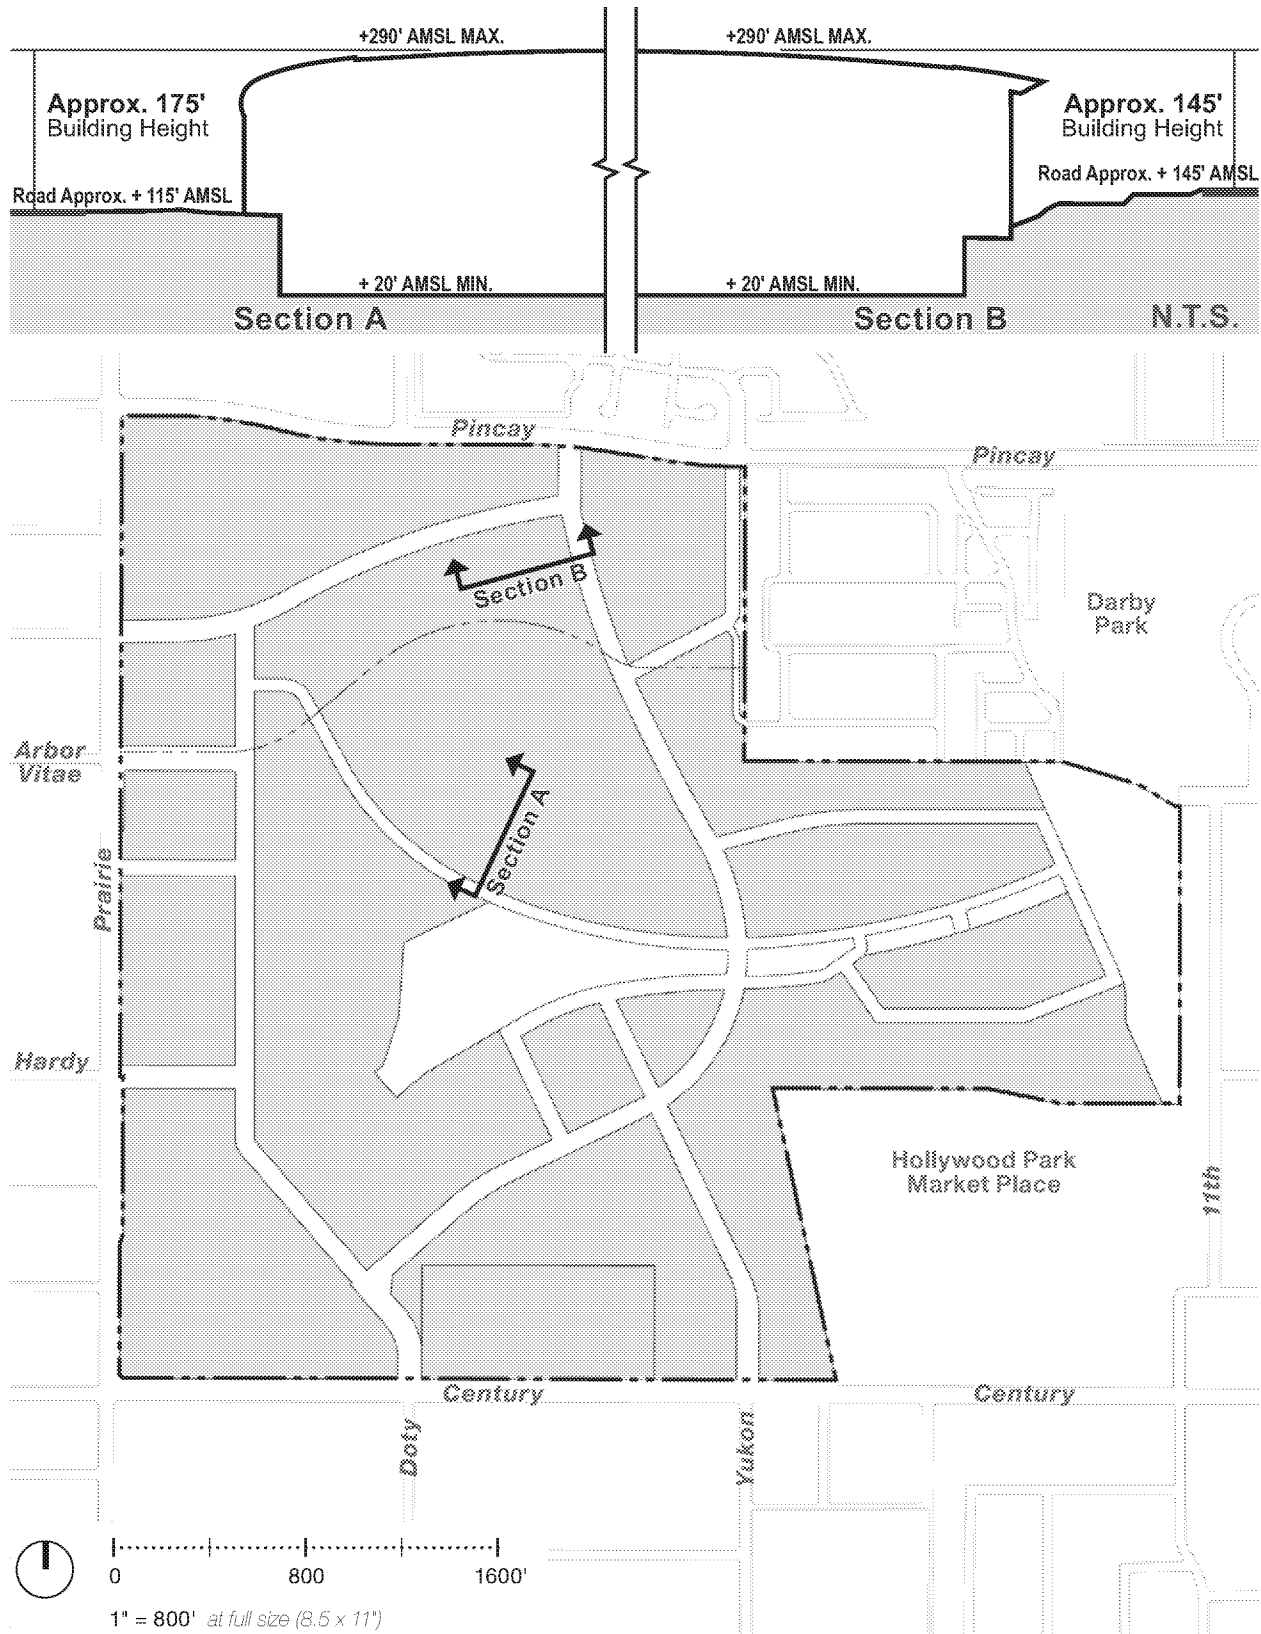 +290' AMSL MAX.
+290' AMSL MAX.
Approx. 175'
Building Height
Approx. 145'
Building Height
Road Approx. + 115' AMSL
Road Approx. + 145' AMSL
+ 20' AMSL MIN.
+ 20' AMSL MIN.
Section A
Section B
N.T.S.
Pincay
Pincay
Section B
Darby
Park
Arbor
Vitae
Section A
Prairie
Hardy
Hollywood Park
Market Place
11th
Century
Century
Doty
Yukon
0
800
1600'
1" = 800' at full size (8.5 x 11")